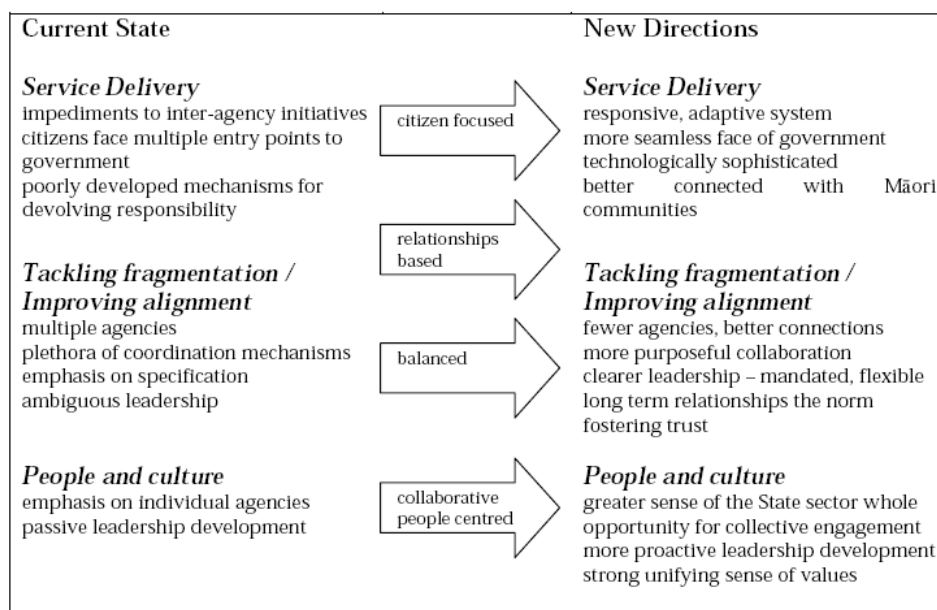 Current State
Service Delivery
impediments to inter-agency initiatives
citizens face multiple entry points to
government
poorly developed mechanisms for
devolving responsibility
Tackling fragmentation /
Improving alignment
multiple agencies
plethora of coordination mechanisms
emphasis on specification
ambiguous leadership
People and culture
emphasis on individual agencies
passive leadership development
citizen focused
relationships
based
balanced
collaborative
people centred
New Directions
Service Delivery
responsive, adaptive system
more seamless face of government
technologically sophisticated
better connected with Māori
communities
Tackling fragmentation /
Improving alignment
fewer agencies, better connections
more purposeful collaboration
clearer leadership – mandated, flexible
long term relationships the norm
fostering trust
People and culture
greater sense of the State sector whole
opportunity for collective engagement
more proactive leadership development
strong unifying sense of values